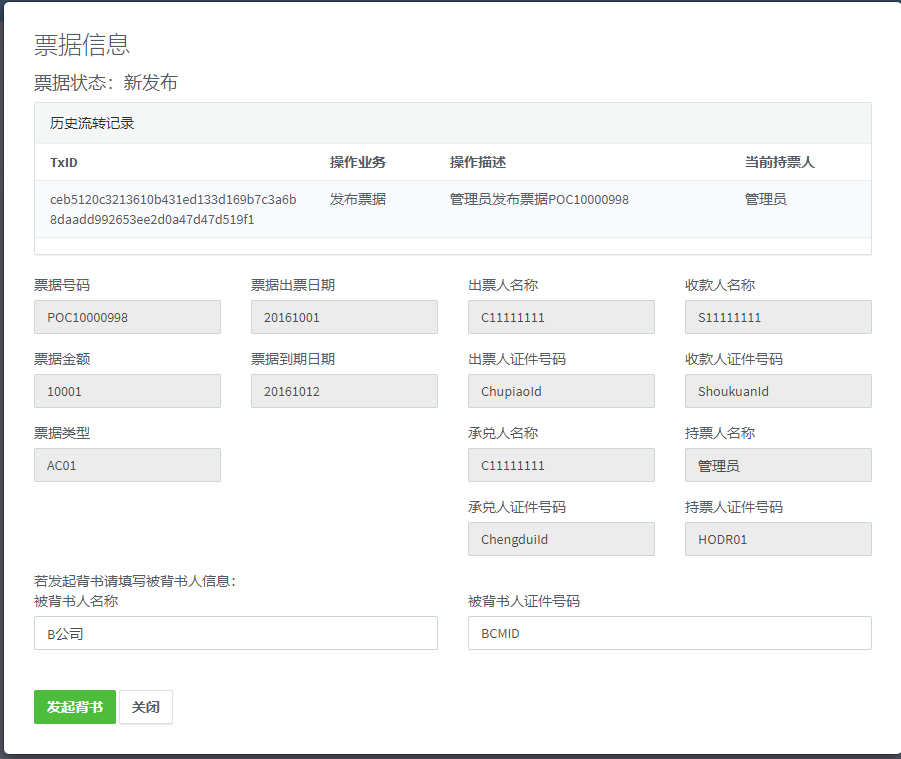 票据信息
票据状态：新发布
历史流转记录
TxID 操作业务 操作描述 当前持票人
ceb5120c3213610b431ed133d169b7c3a6b 发布票据 管理员发布票据POC10000998 管理员
8daadd992653ee2d0a47d47d519f1
票据号码 票据出票日期 出票人名称 收款人名称
POC10000998 20161001 C11111111 S11111111
票据金额 票据到期日期 出票人证件号码 收款人证件号码
10001 20161012 ChupiaoId ShoukuanId
票据类型 承兑人名称 持票人名称
AC01 C11111111 管理员
承兑人证件号码 持票人证件号码
ChengduiId HODR01
若发起背书请填写被背书人信息：
被背书人名称 被背书人证件号码
B公司 BCMID
发起背书 关闭